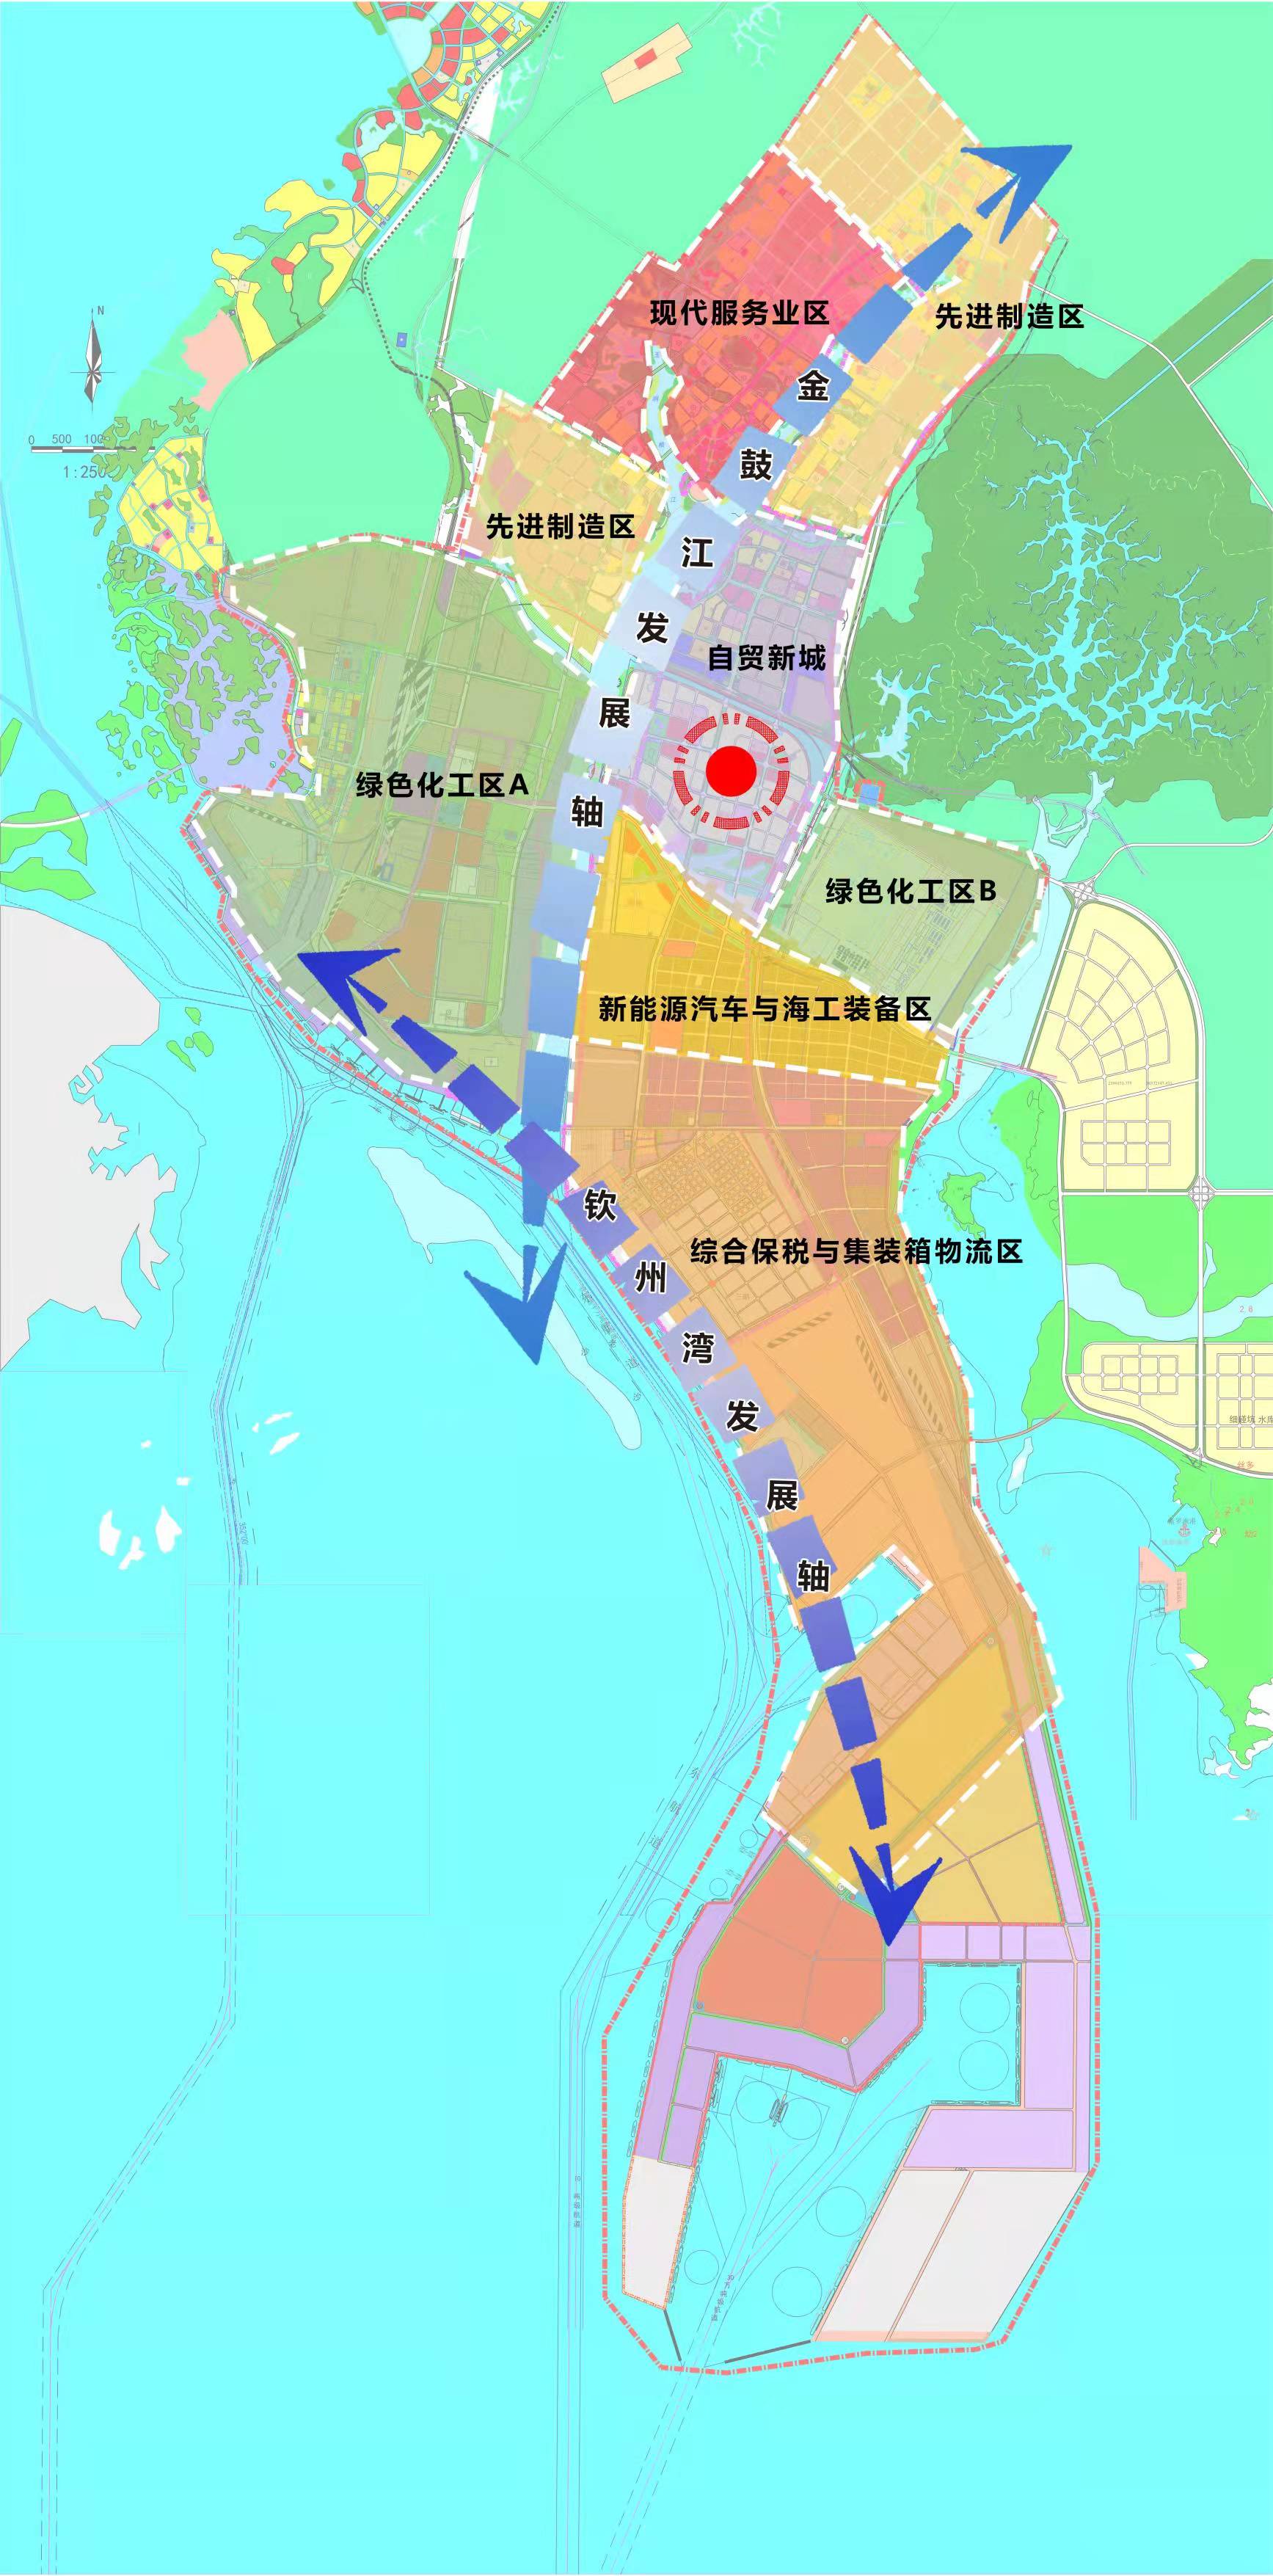 N
0 500 100
1:250
现代服务业区
先进制造区
金
鼓
江
发
展
轴
先进制造区
自贸新城
绿色化工区A
绿色化工区B
新能源汽车与海工装备区
钦
州
湾
发
展
轴
综合保税与集装箱物流区